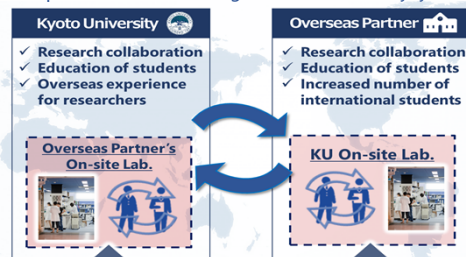 Kyoto University
✓ Research collaboration
✓ Education of students
✓ Overseas experience
for researchers
Overseas Partner's
On-site Lab.
Overseas Partner
✓ Research collaboration
✓ Education of students
✓ Increased number of
international students
KU On-site Lab.